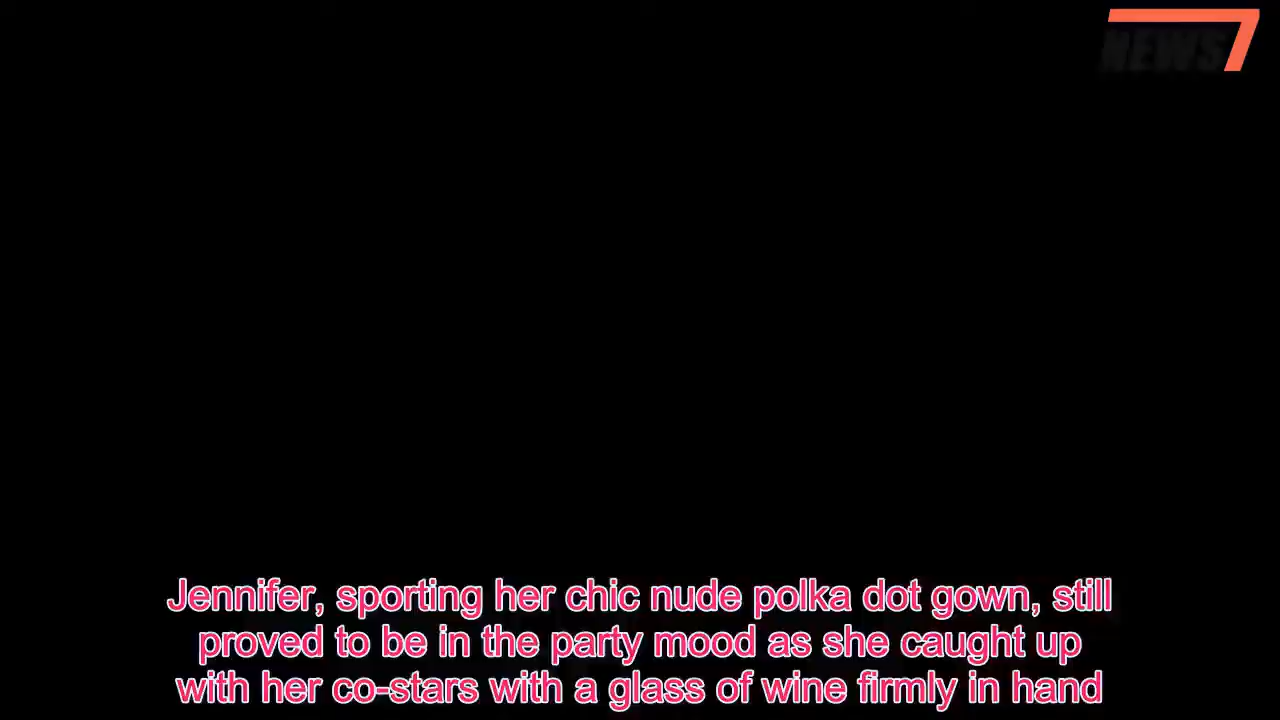 NEWS7
Jennifer, sporting her chic nude polka dot gown, still
proved to be in the party mood as she caught up
with her co-stars with a glass of wine firmly in hand